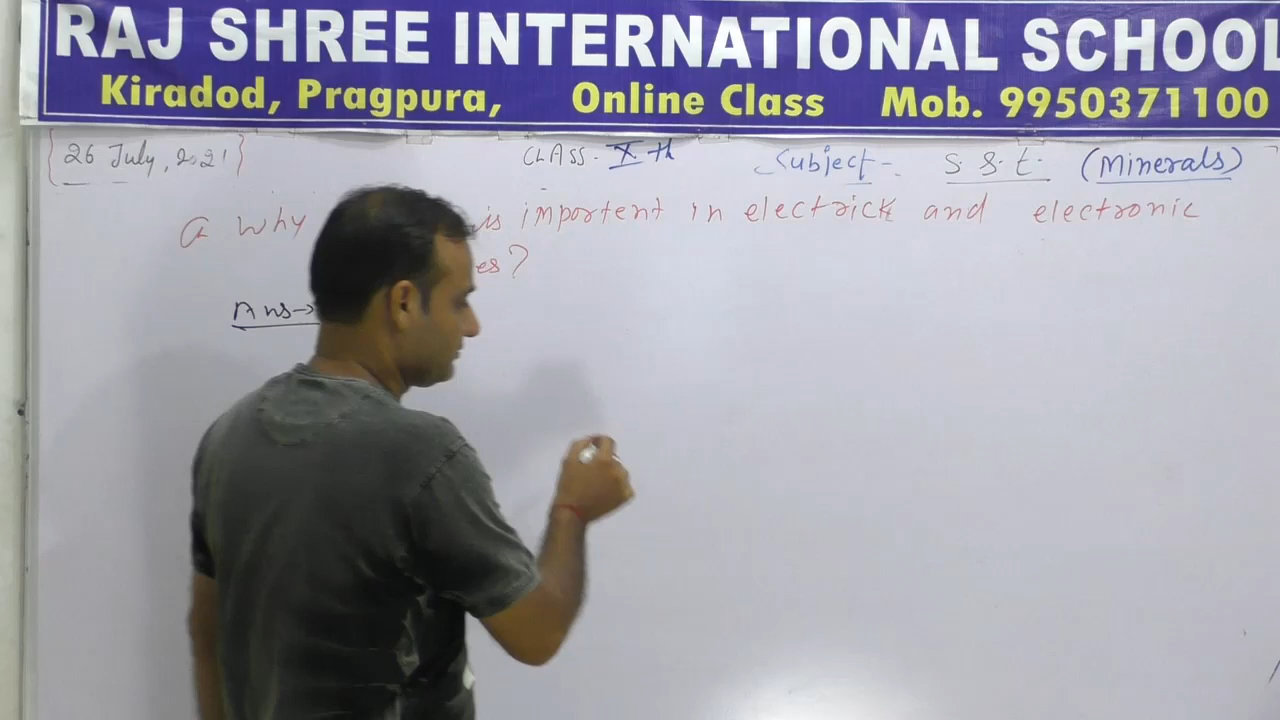 RAJ SHREE INTERNATIONAL SCHOOL
Kiradod, Pragpura, Online Class Mob. 9950371100
{26 July, 2021} CLASS- X th Subject- S.S.t. (Minerals)
Q Why is importent in electrick and electronic
es?
Ans→